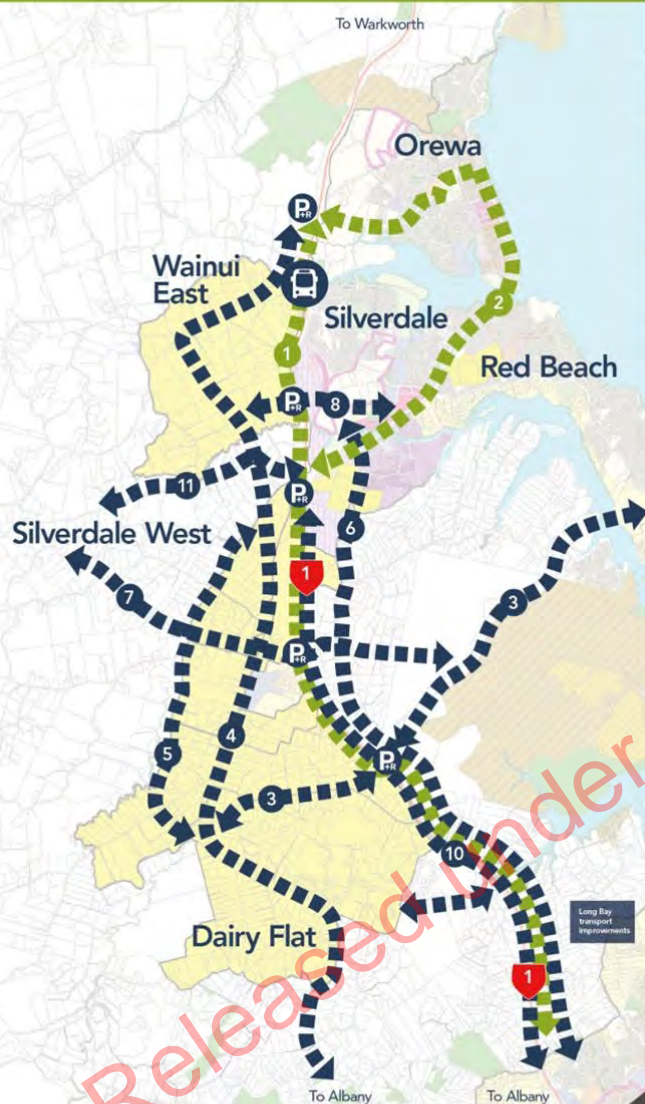 To Warkworth
Orewa
P+R
Wainui
East
2
Silverdale
1
Red Beach
P+R
8
11
P+R
Silverdale West
6
1
7
3
P+R
4
5
P+R
3
10
Long Bay
transport
improvements
Dairy Flat
1
Released under
To Albany
To Albany